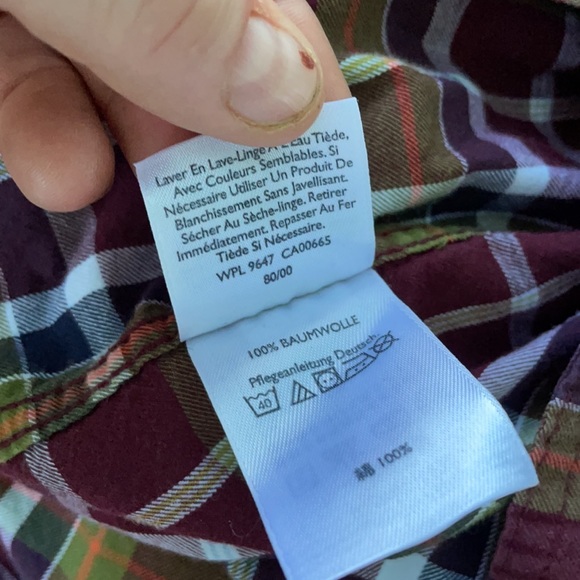 Laver En Lave-Linge À L'Eau Tiède,
Avec Couleurs Semblables. Si
Nécessaire Utiliser Un Produit De
Blanchissement Sans Javellisant.
Sécher Au Sèche-linge. Retirer
Immédiatement. Repasser Au Fer
Tiède Si Nécessaire.
WPL 9647 CA00665
80/00
100% BAUMWOLLE
Pflegeanleitung Deutsch:
40
綿 100%